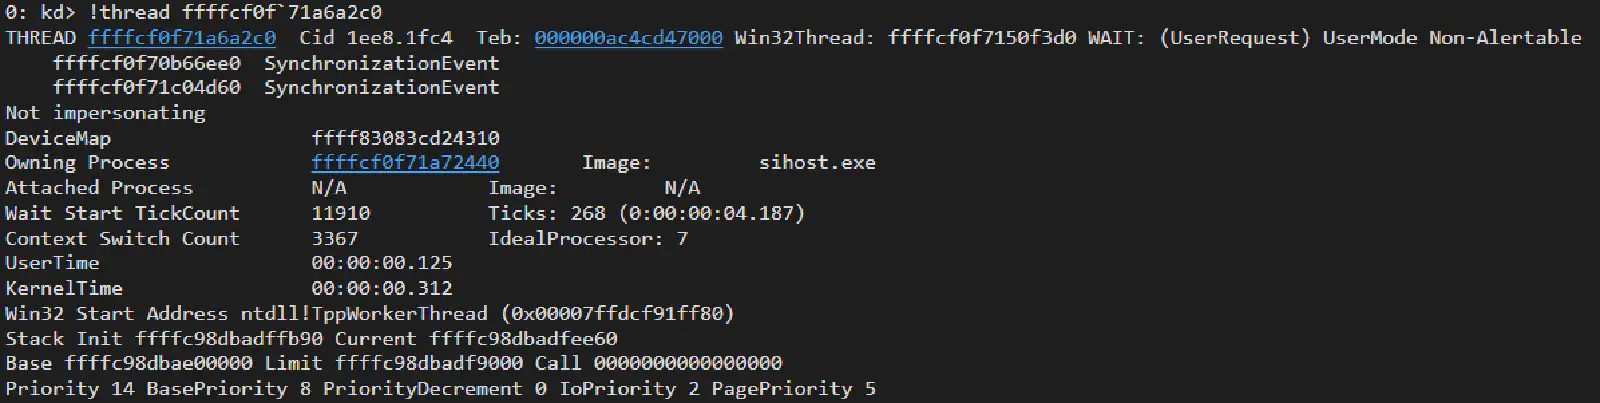 0: kd> !thread ffffcf0f`71a6a2c0
THREAD ffffcf0f71a6a2c0  Cid 1ee8.1fc4  Teb: 000000ac4cd47000 Win32Thread: ffffcf0f7150f3d0 WAIT: (UserRequest) UserMode Non-Alertable
    ffffcf0f70b66ee0  SynchronizationEvent
    ffffcf0f71c04d60  SynchronizationEvent
Not impersonating
DeviceMap                 ffff83083cd24310
Owning Process            ffffcf0f71a72440       Image:         sihost.exe
Attached Process          N/A            Image:         N/A
Wait Start TickCount      11910          Ticks: 268 (0:00:00:04.187)
Context Switch Count      3367           IdealProcessor: 7
UserTime                  00:00:00.125
KernelTime                00:00:00.312
Win32 Start Address ntdll!TppWorkerThread (0x00007ffdcf91ff80)
Stack Init ffffc98dbadffb90 Current ffffc98dbadfee60
Base ffffc98dbae00000 Limit ffffc98dbadf9000 Call 0000000000000000
Priority 14 BasePriority 8 PriorityDecrement 0 IoPriority 2 PagePriority 5